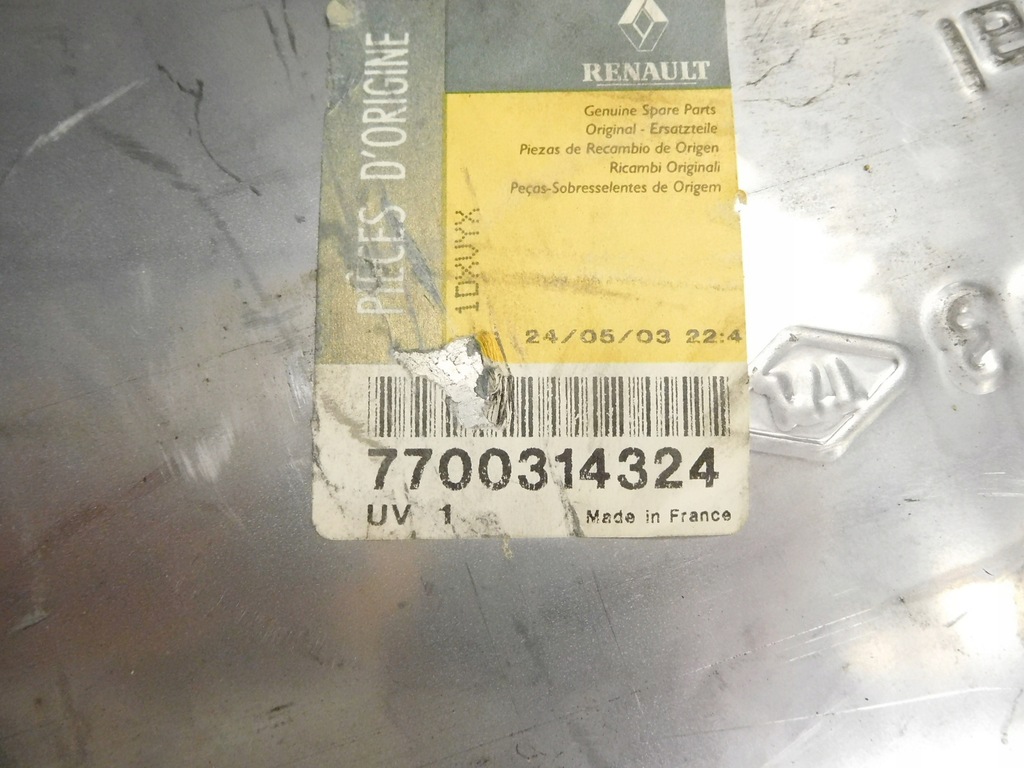 PIÈCES D'ORIGINE
RENAULT
Genuine Spare Parts
Original - Ersatzteile
Piezas de Recambio de Origen
Ricambi Originali
Peças-Sobresselentes de Origem
24/05/03 22:4
7700314324
UV 1
Made in France
3